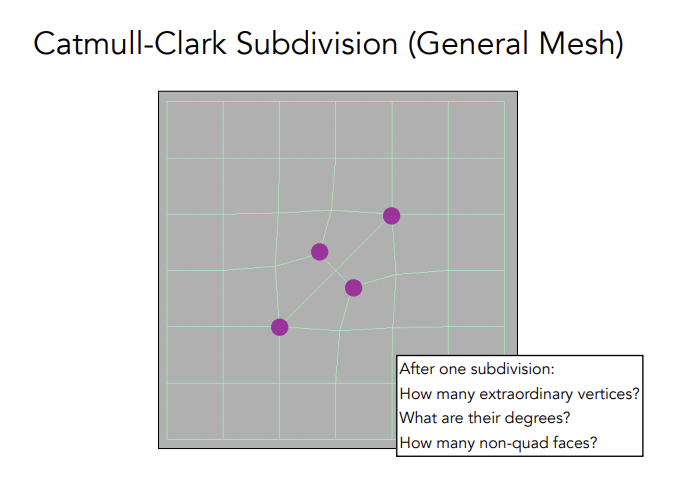 Catmull-Clark Subdivision (General Mesh)
After one subdivision:
How many extraordinary vertices?
What are their degrees?
How many non-quad faces?